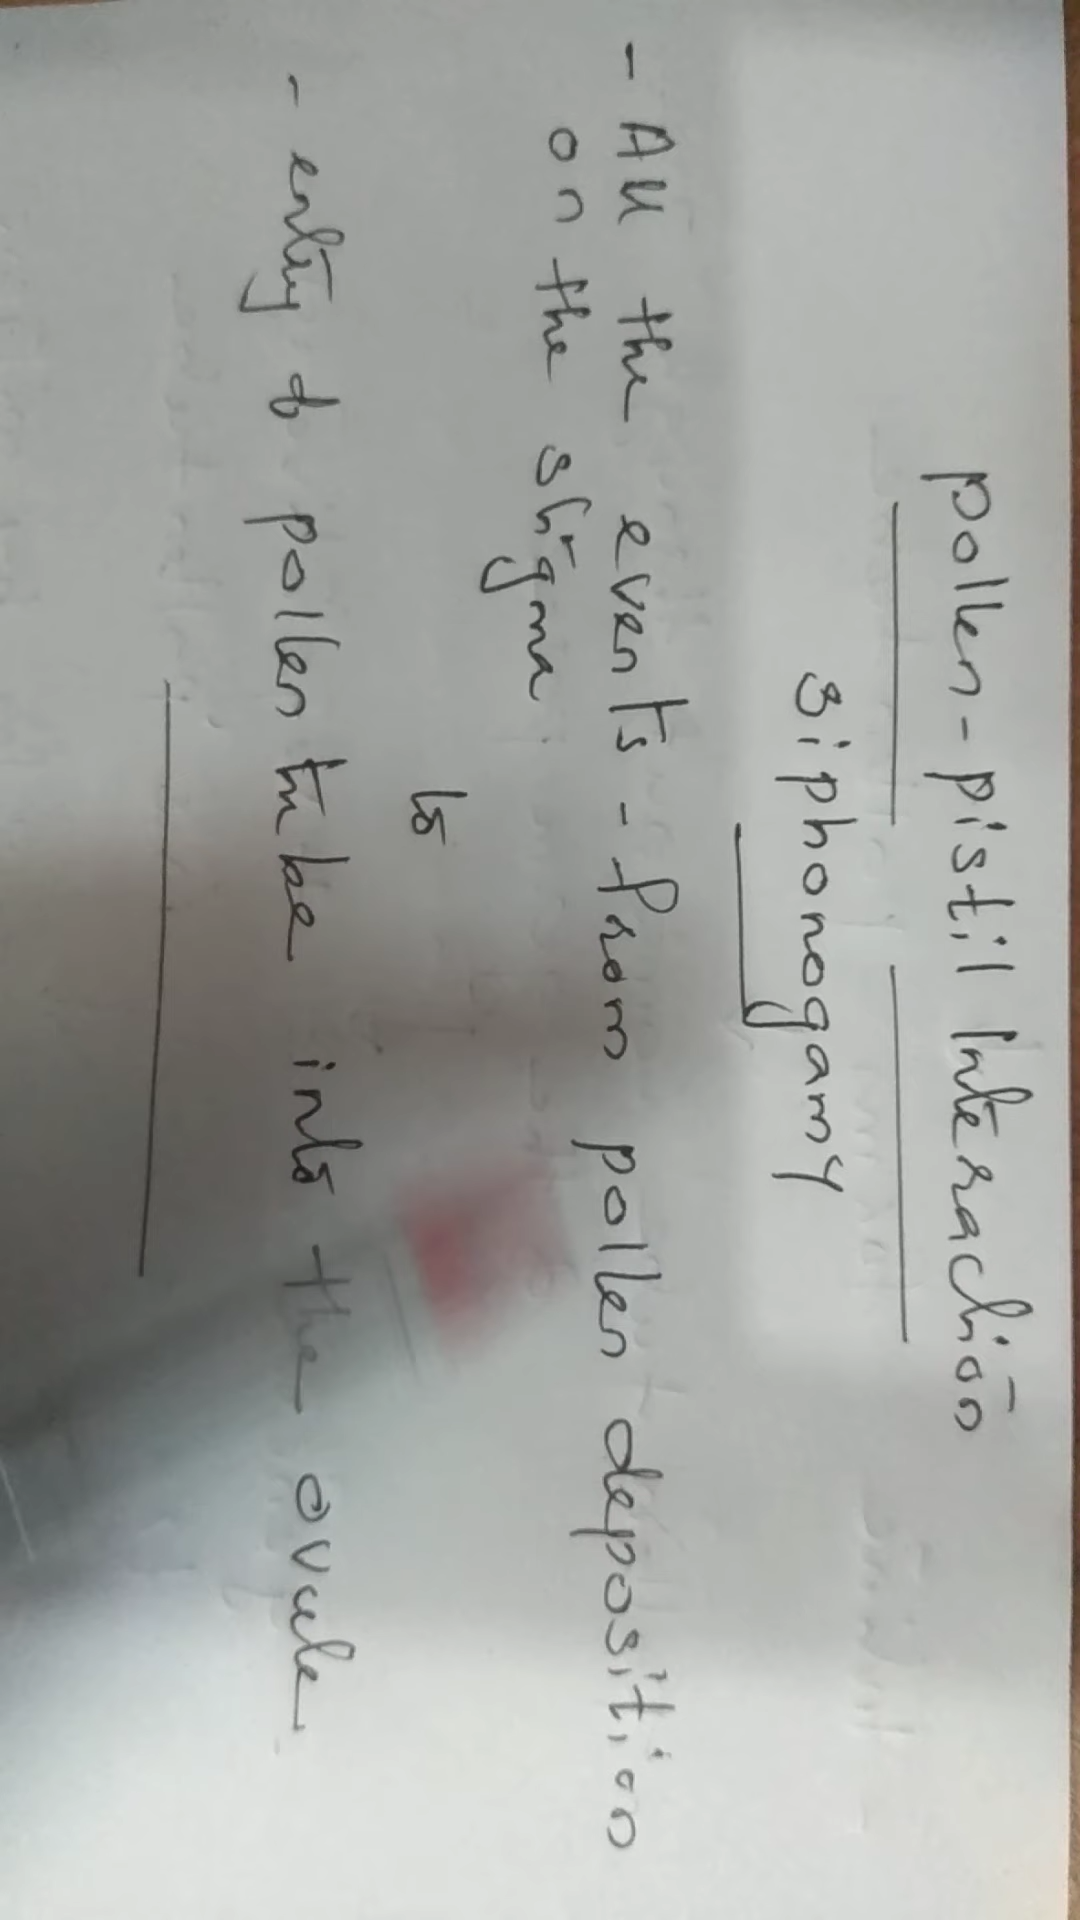 pollen-pistil Interaction
Siphonogamy
- All the events - from pollen deposition
on the stigma
to
- entry of pollen tube into the ovule.